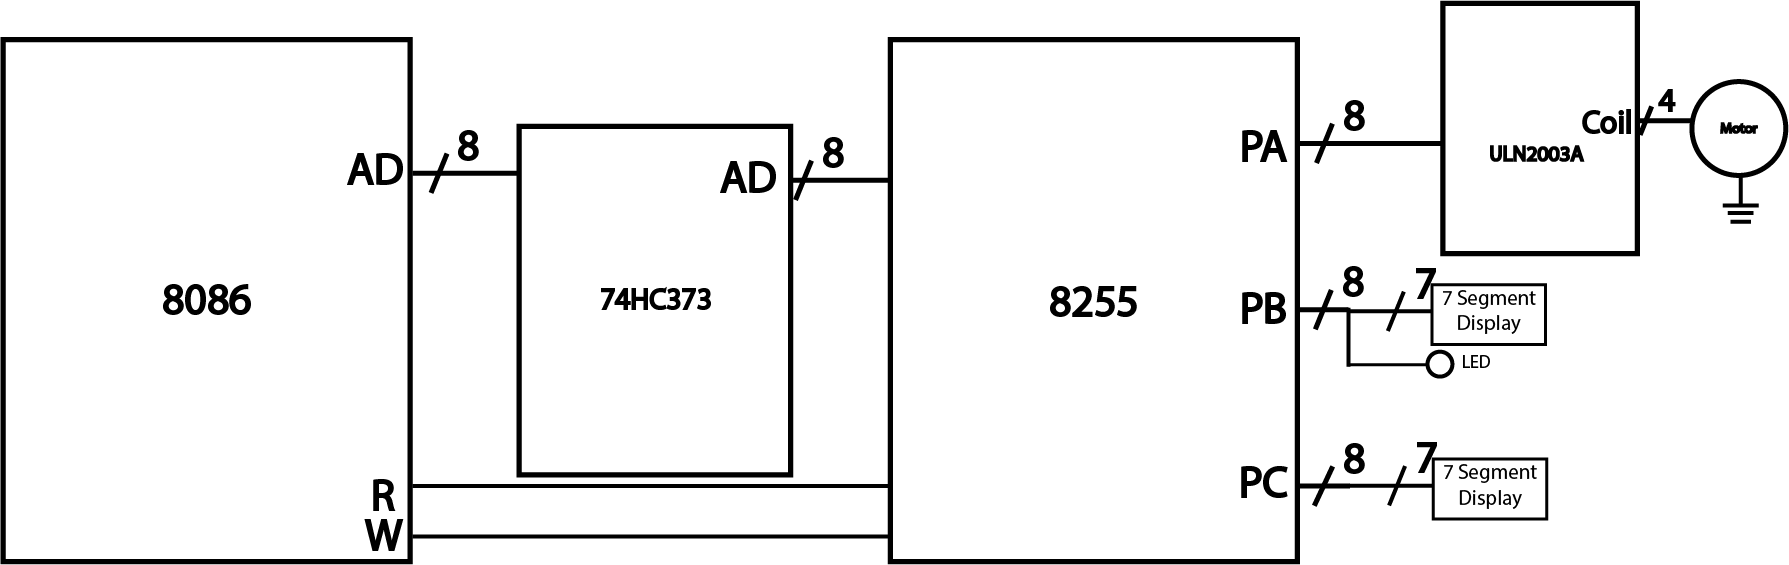 8086
AD
8
R
W
74HC373
AD
8
8255
PA
8
ULN2003A
Coil
4
Motor
PB
8
7
7 Segment
Display
LED
PC
8
7
7 Segment
Display